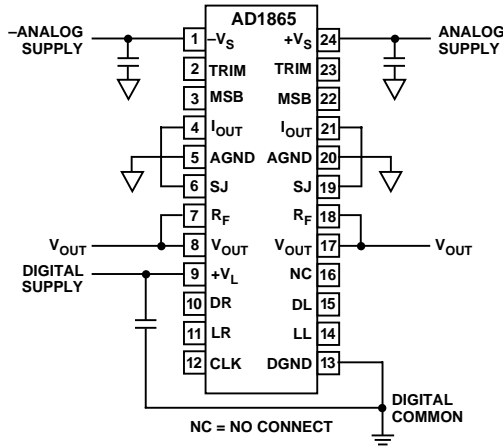 AD1865
–ANALOG
SUPPLY
ANALOG
SUPPLY
1 –VS +VS 24
2 TRIM TRIM 23
3 MSB MSB 22
4 IOUT IOUT 21
5 AGND AGND 20
6 SJ SJ 19
7 RF RF 18
VOUT 8 VOUT VOUT 17 VOUT
DIGITAL
SUPPLY
9 +VL NC 16
10 DR DL 15
11 LR LL 14
12 CLK DGND 13
DIGITAL
COMMON
NC = NO CONNECT